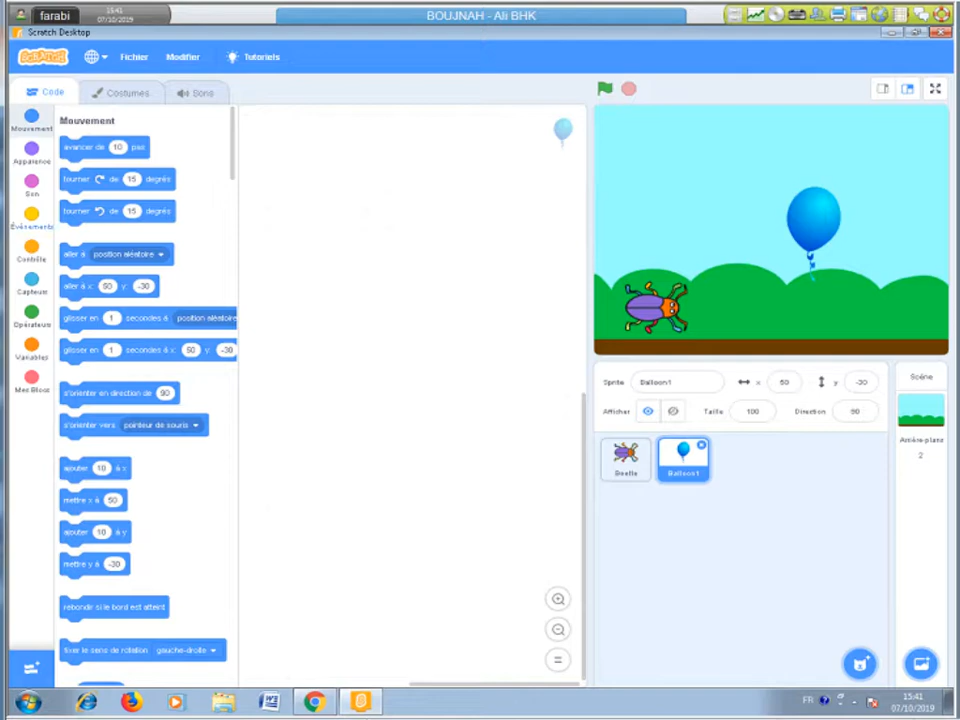 farabi
15:41
07/10/2019
BOUJNAH - Ali BHK
Scratch Desktop
SCRATCH
Fichier
Modifier
Tutoriels
Code
Costumes
Sons
Mouvement
Apparence
Son
Événements
Contrôle
Capteurs
Opérateurs
Variables
Mes Blocs
Mouvement
avancer de 10 pas
tourner de 15 degrés
tourner de 15 degrés
aller à position aléatoire
aller à x: 50 y: -30
glisser en 1 secondes à position aléatoire
glisser en 1 secondes à x: 50 y: -30
s'orienter en direction de 90
s'orienter vers pointeur de souris
ajouter 10 à x
mettre x à 50
ajouter 10 à y
mettre y à -30
rebondir si le bord est atteint
fixer le sens de rotation gauche-droite
Sprite Balloon1 x 50 y -30
Afficher Taille 100 Direction 90
Beetle
Balloon1
Scène
Arrière-plans
2
FR
15:41
07/10/2019